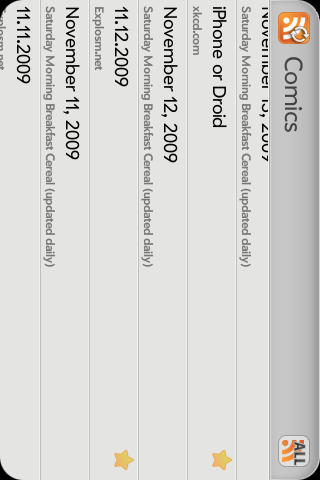 Comics
ALL
November 13, 2009
Saturday Morning Breakfast Cereal (updated daily)
iPhone or Droid
xkcd.com
November 12, 2009
Saturday Morning Breakfast Cereal (updated daily)
11.12.2009
Explosm.net
November 11, 2009
Saturday Morning Breakfast Cereal (updated daily)
11.11.2009
Explosm.net